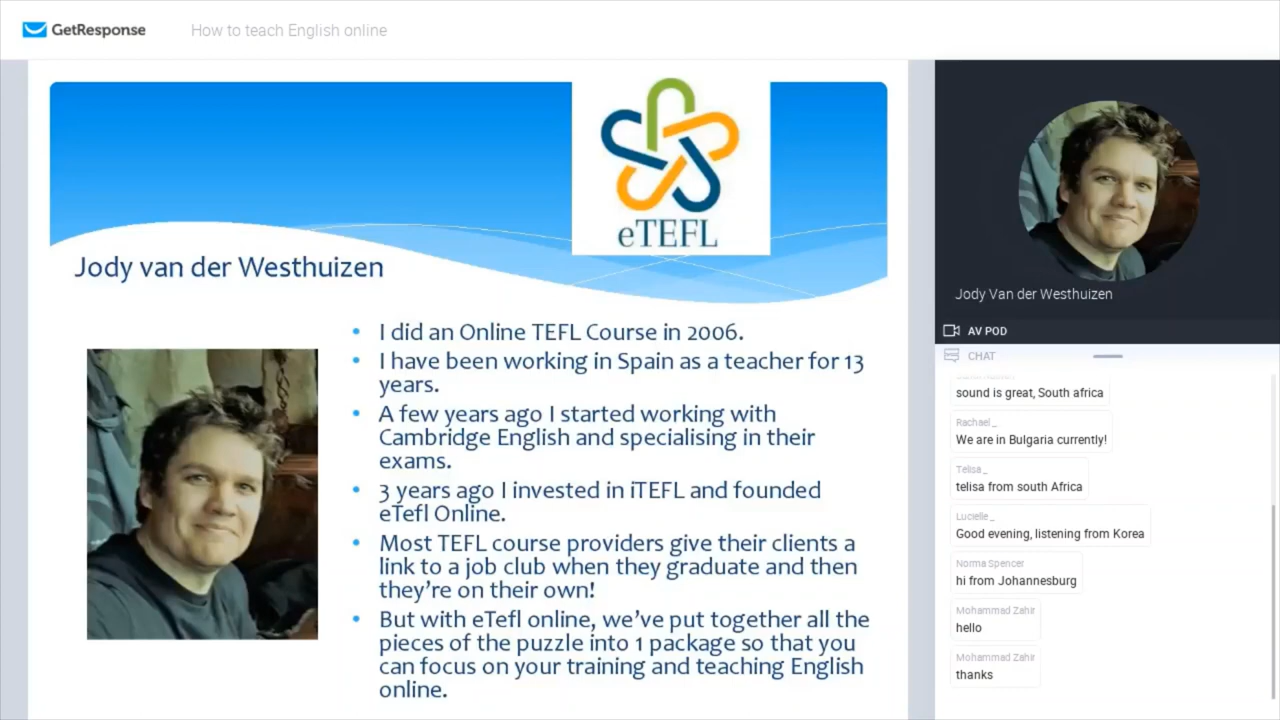 GetResponse
How to teach English online
eTEFL
Jody van der Westhuizen
• I did an Online TEFL Course in 2006.
• I have been working in Spain as a teacher for 13
years.
• A few years ago I started working with
Cambridge English and specialising in their
exams.
• 3 years ago I invested in iTEFL and founded
eTefl Online.
• Most TEFL course providers give their clients a
link to a job club when they graduate and then
they're on their own!
• But with eTefl online, we've put together all the
pieces of the puzzle into 1 package so that you
can focus on your training and teaching English
online.
Jody Van der Westhuizen
AV POD
CHAT
sound is great, South africa
Rachael _
We are in Bulgaria currently!
Telisa _
telisa from south Africa
Lucielle _
Good evening, listening from Korea
Norma Spencer
hi from Johannesburg
Mohammad Zahir
hello
Mohammad Zahir
thanks